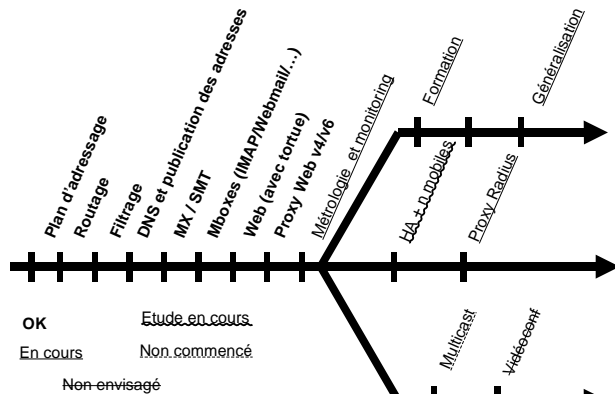 Plan d'adressage
Routage
Filtrage
DNS et publication des adresses
MX / SMT
Mboxes (IMAP/Webmail/…)
Web (avec tortue)
Proxy Web v4/v6
Métrologie et monitoring
Formation
Généralisation
HA + n mobiles
Proxy Radius
Multicast
Vidéoconf
OK
Etude en cours
En cours
Non commencé
Non envisagé